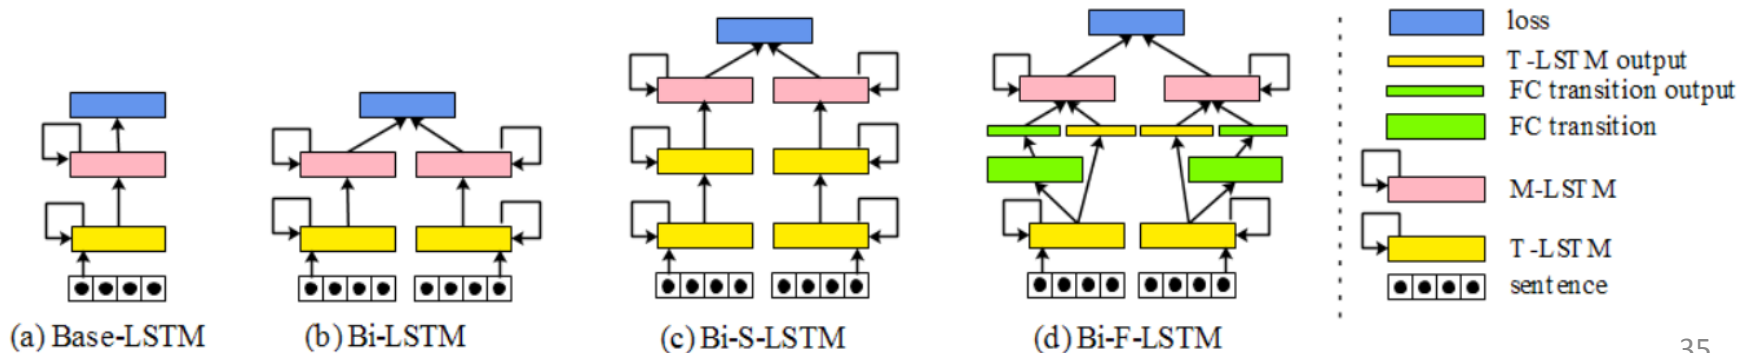 loss
T-LSTM output
FC transition output
FC transition
M-LSTM
T-LSTM
sentence
(a) Base-LSTM
(b) Bi-LSTM
(c) Bi-S-LSTM
(d) Bi-F-LSTM
35